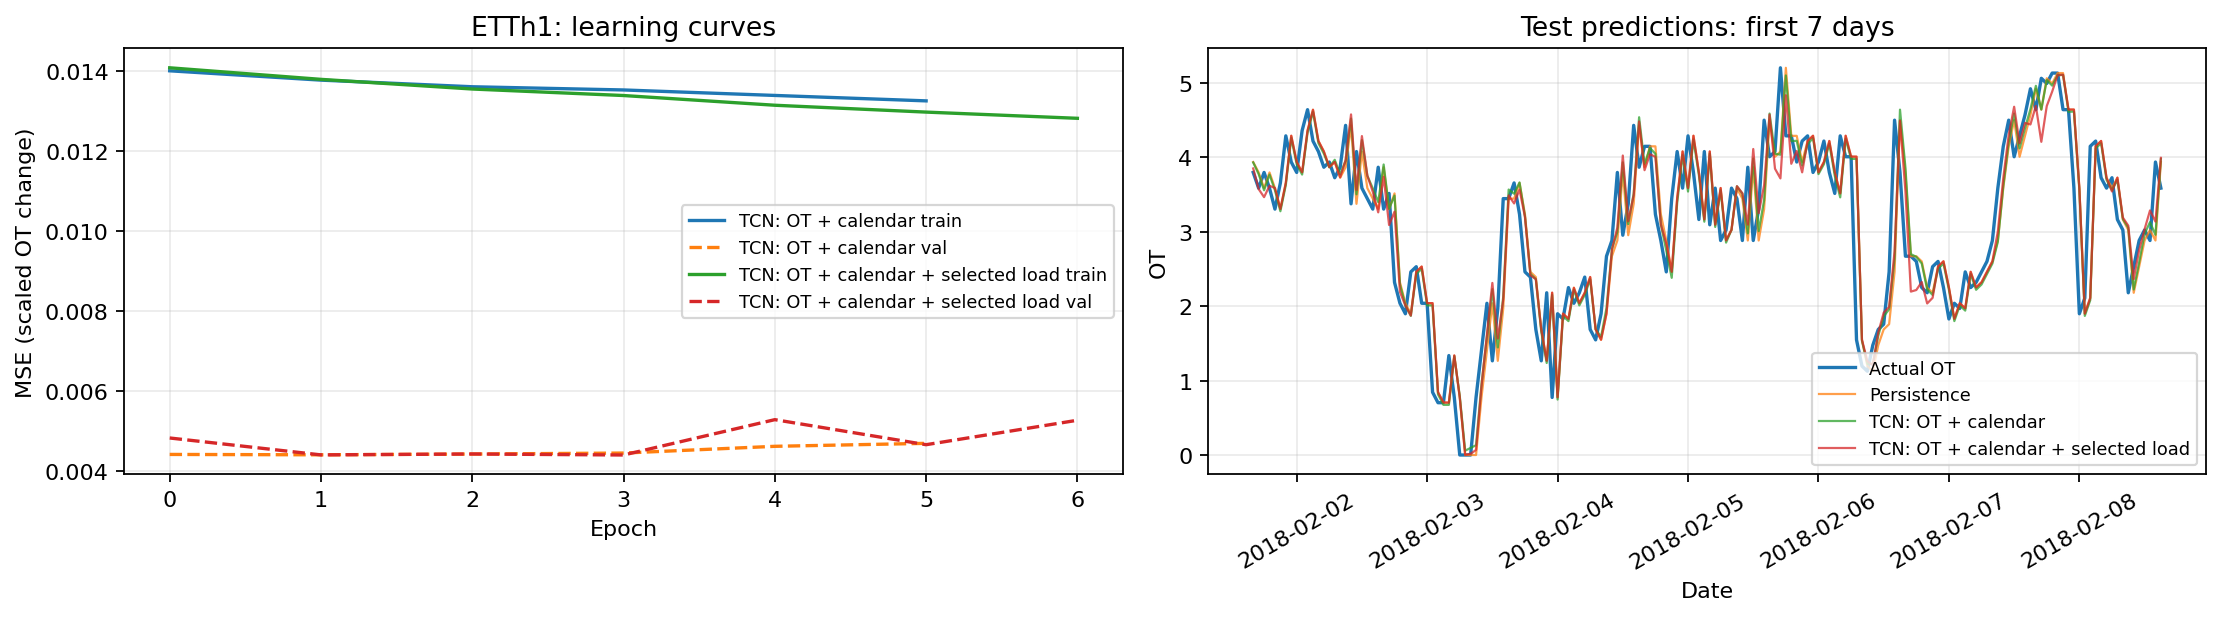 ETTh1: learning curves
MSE (scaled OT change)
0.014
0.012
0.010
0.008
0.006
0.004
TCN: OT + calendar train
TCN: OT + calendar val
TCN: OT + calendar + selected load train
TCN: OT + calendar + selected load val
0 1 2 3 4 5 6
Epoch
Test predictions: first 7 days
OT
5
4
3
2
1
0
Actual OT
Persistence
TCN: OT + calendar
TCN: OT + calendar + selected load
2018-02-02 2018-02-03 2018-02-04 2018-02-05 2018-02-06 2018-02-07 2018-02-08
Date